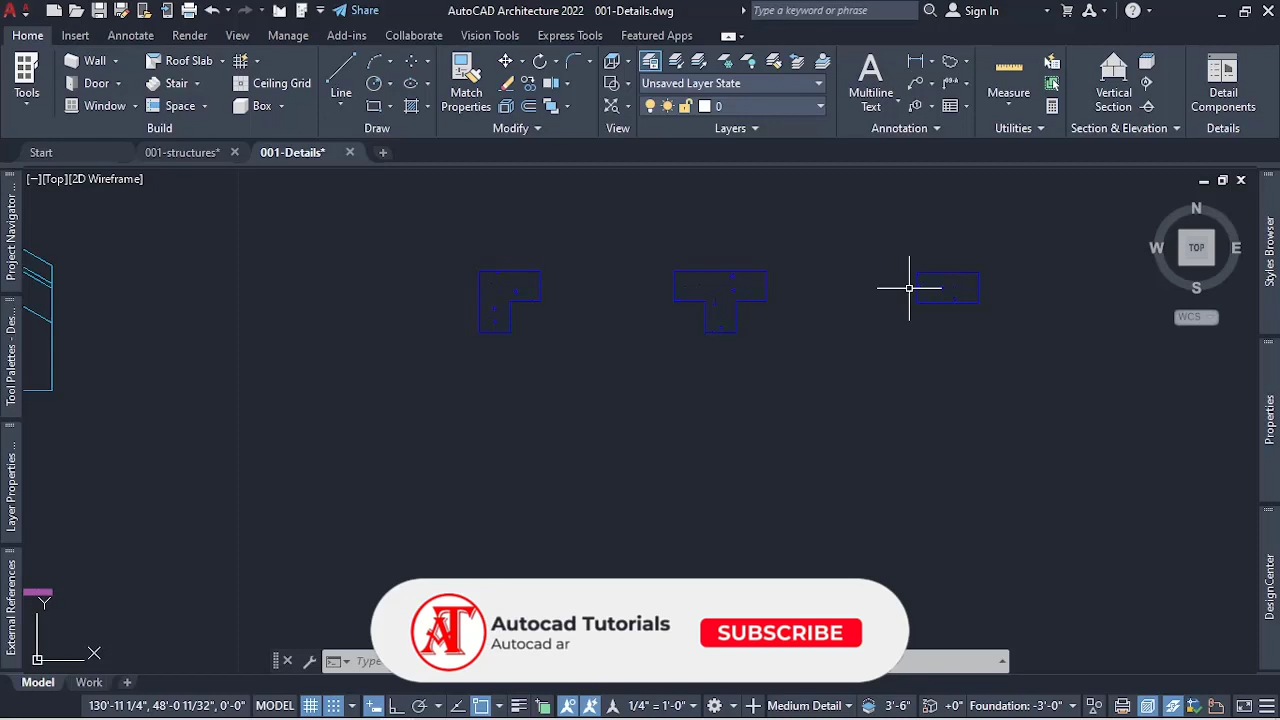 Share
AutoCAD Architecture 2022 001-Details.dwg
Type a keyword or phrase
Sign In
?
Home Insert Annotate Render View Manage Add-ins Collaborate Vision Tools Express Tools Featured Apps
Tools
Wall
Door
Window
Roof Slab
Stair
Space
Ceiling Grid
Box
Build
Line
Draw
Match
Properties
Modify
View
Unsaved Layer State
0
Layers
Multiline
Text
Annotation
Measure
Utilities
Vertical
Section
Section & Elevation
Detail
Components
Details
Start 001-structures* 001-Details*
[−][Top][2D Wireframe]
Project Navigator ...
Tool Palettes - Des...
Layer Properties ...
External References
Styles Browser
Properties
DesignCenter
N
W TOP E
S
WCS
Y
X
Autocad Tutorials
Autocad ar
SUBSCRIBE
AT
Model Work
130'-11 1/4", 48'-0 11/32", 0'-0" MODEL 1/4" = 1'-0" Medium Detail 3'-6" +0" Foundation: -3'-0"